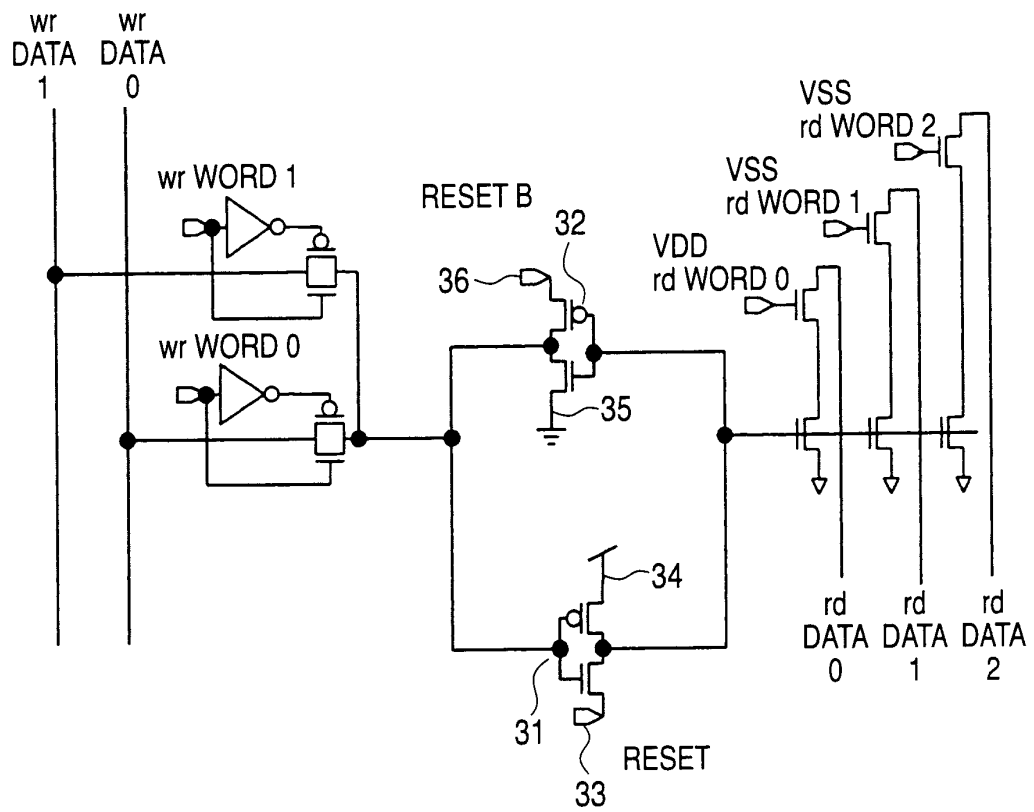 wr
DATA
1
wr
DATA
0
VSS
rd WORD 2
wr WORD 1
VSS
rd WORD 1
RESET B
32
VDD
rd WORD 0
36
wr WORD 0
35
34
rd
DATA
0
rd
DATA
1
rd
DATA
2
31
33
RESET